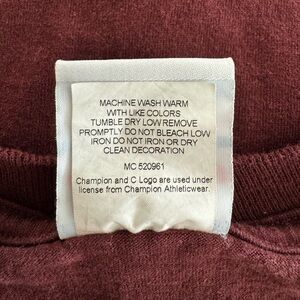 MACHINE WASH WARM
WITH LIKE COLORS
TUMBLE DRY LOW REMOVE
PROMPTLY DO NOT BLEACH LOW
IRON DO NOT IRON OR DRY
CLEAN DECORATION
MC 520961
Champion and C Logo are used under
license from Champion Athleticwear.